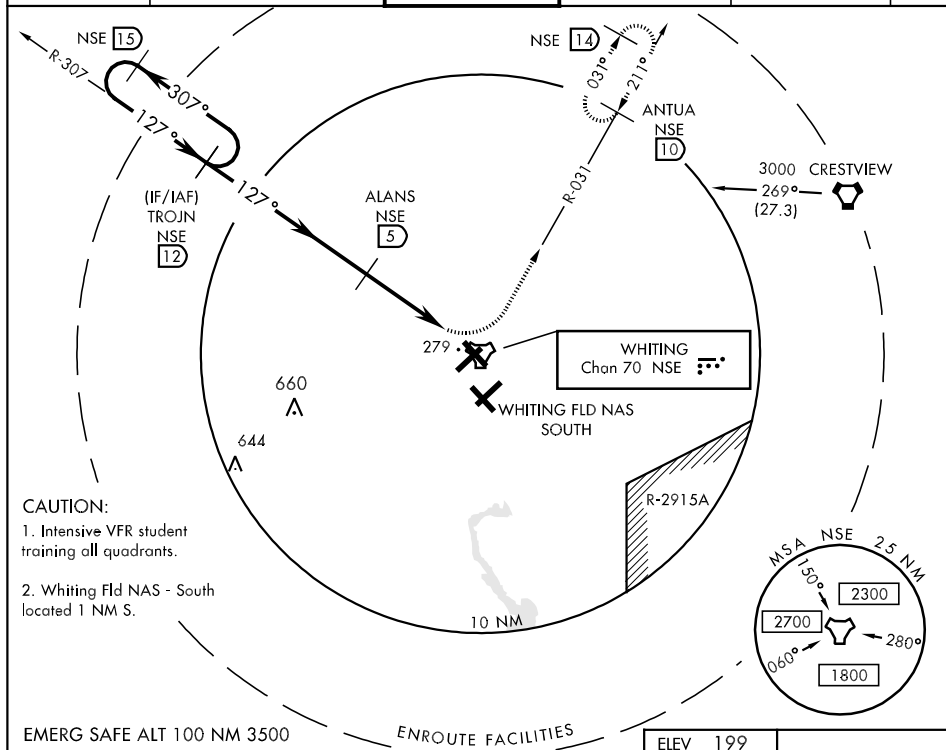 NSE 15
R-307
307°
127°
(IF/IAF)
TROJN
NSE
12
127°
ALANS
NSE
5
NSE 14
031°
211°
ANTUA
NSE
10
R-031
3000
269°
(27.3)
CRESTVIEW
279
WHITING
Chan 70 NSE
WHITING FLD NAS
SOUTH
660
644
R-2915A
CAUTION:
1. Intensive VFR student
training all quadrants.
2. Whiting Fld NAS - South
located 1 NM S.
10 NM
MSA NSE 25 NM
150°
2300
2700
280°
060°
1800
EMERG SAFE ALT 100 NM 3500
ENROUTE FACILITIES
ELEV 199